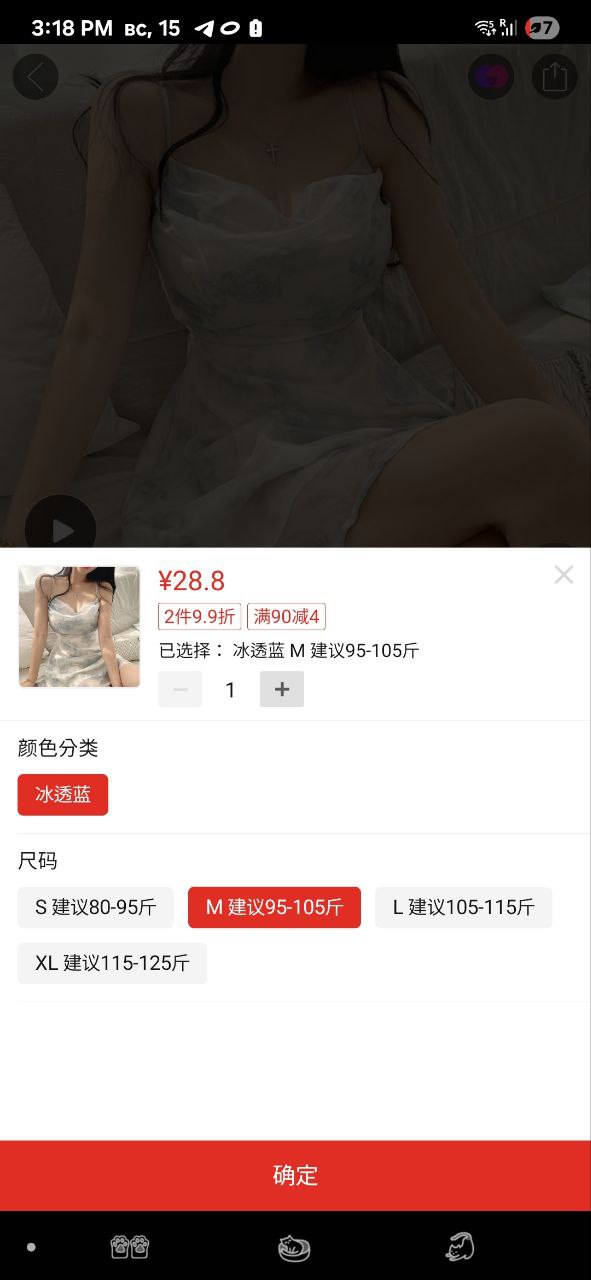 3:18 PM вс, 15
R
7
¥28.8
2件9.9折 满90减4
已选择： 冰透蓝 M 建议95-105斤
1
颜色分类
冰透蓝
尺码
S 建议80-95斤 M 建议95-105斤 L 建议105-115斤
XL 建议115-125斤
确定